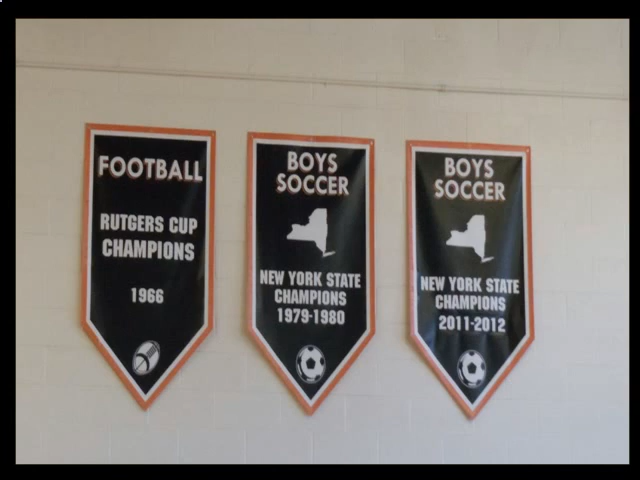 FOOTBALL
RUTGERS CUP
CHAMPIONS
1966
BOYS
SOCCER
NEW YORK STATE
CHAMPIONS
1979-1980
BOYS
SOCCER
NEW YORK STATE
CHAMPIONS
2011-2012